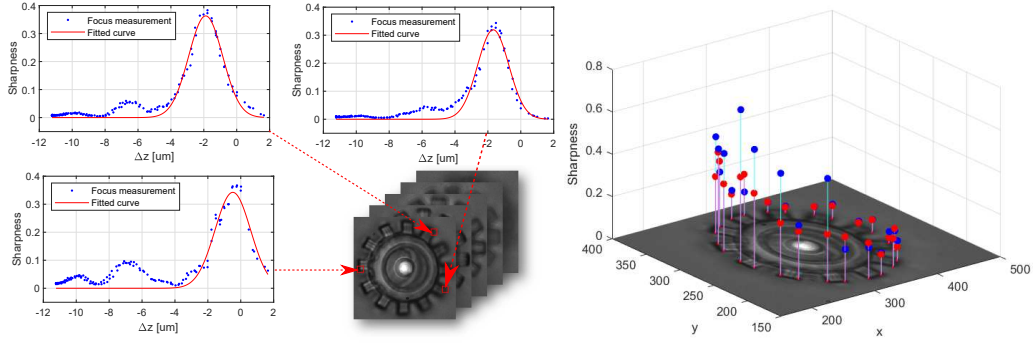 Focus measurement
Fitted curve
Sharpness
0.4
0.3
0.2
0.1
0
-12 -10 -8 -6 -4 -2 0 2
Δz [um]
Focus measurement
Fitted curve
Sharpness
0.4
0.3
0.2
0.1
0
-12 -10 -8 -6 -4 -2 0 2
Δz [um]
Focus measurement
Fitted curve
Sharpness
0.4
0.3
0.2
0.1
0
-12 -10 -8 -6 -4 -2 0 2
Δz [um]
Sharpness
0.8
0.6
0.4
0.2
0
400
350
300
250
200
150
y
200
300
400
500
x